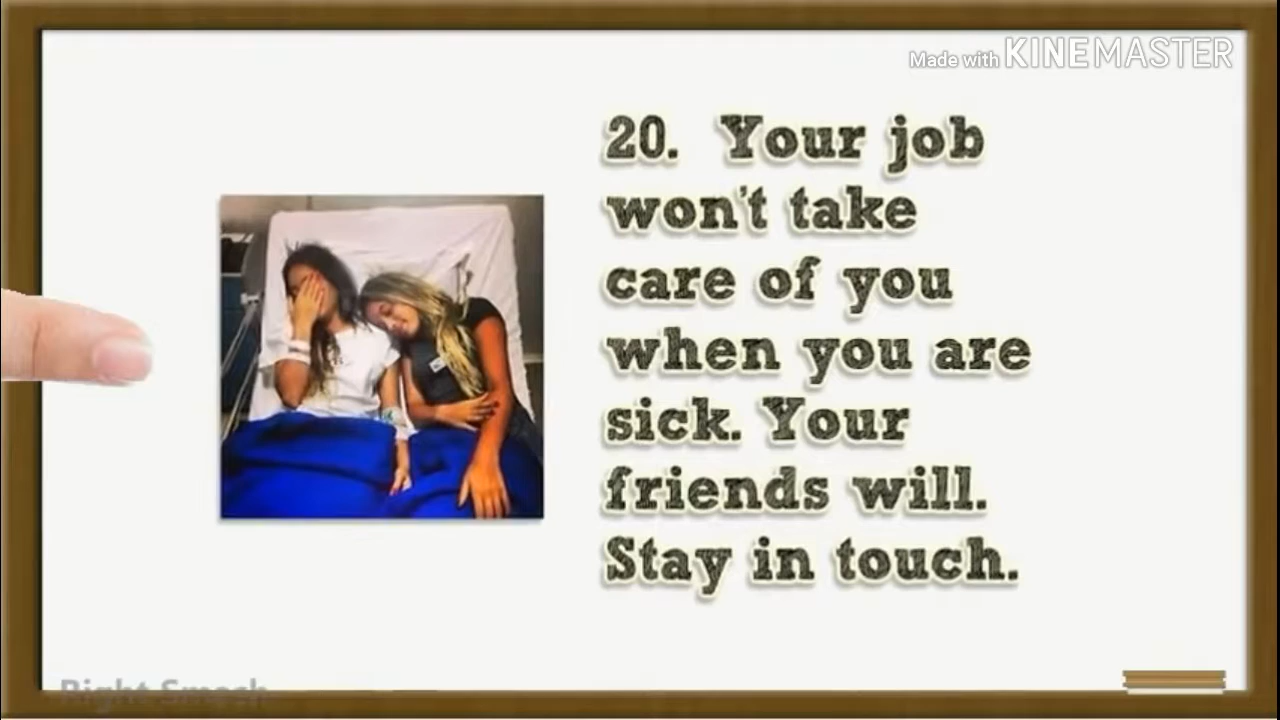 Made with KINEMASTER
20. Your job
won't take
care of you
when you are
sick. Your
friends will.
Stay in touch.